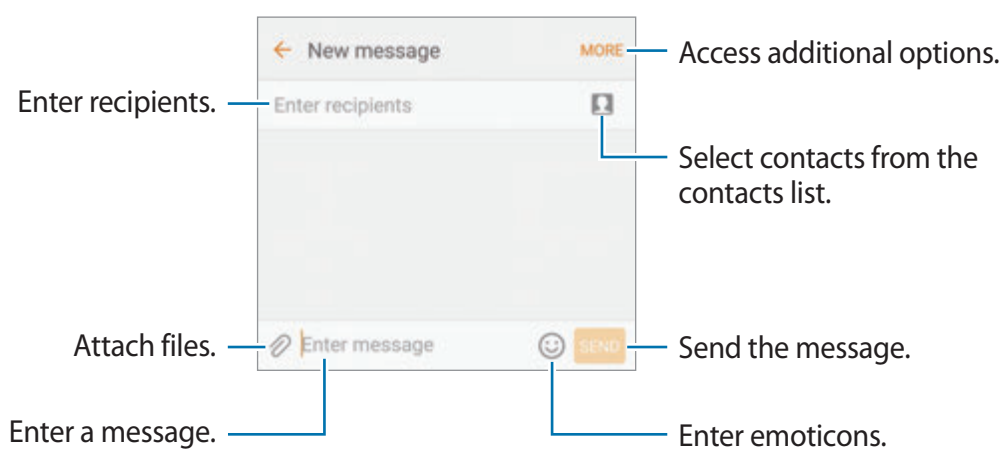 New message
MORE
Access additional options.
Enter recipients.
Enter recipients
Select contacts from the
contacts list.
Attach files.
Enter message
SEND
Send the message.
Enter a message.
Enter emoticons.